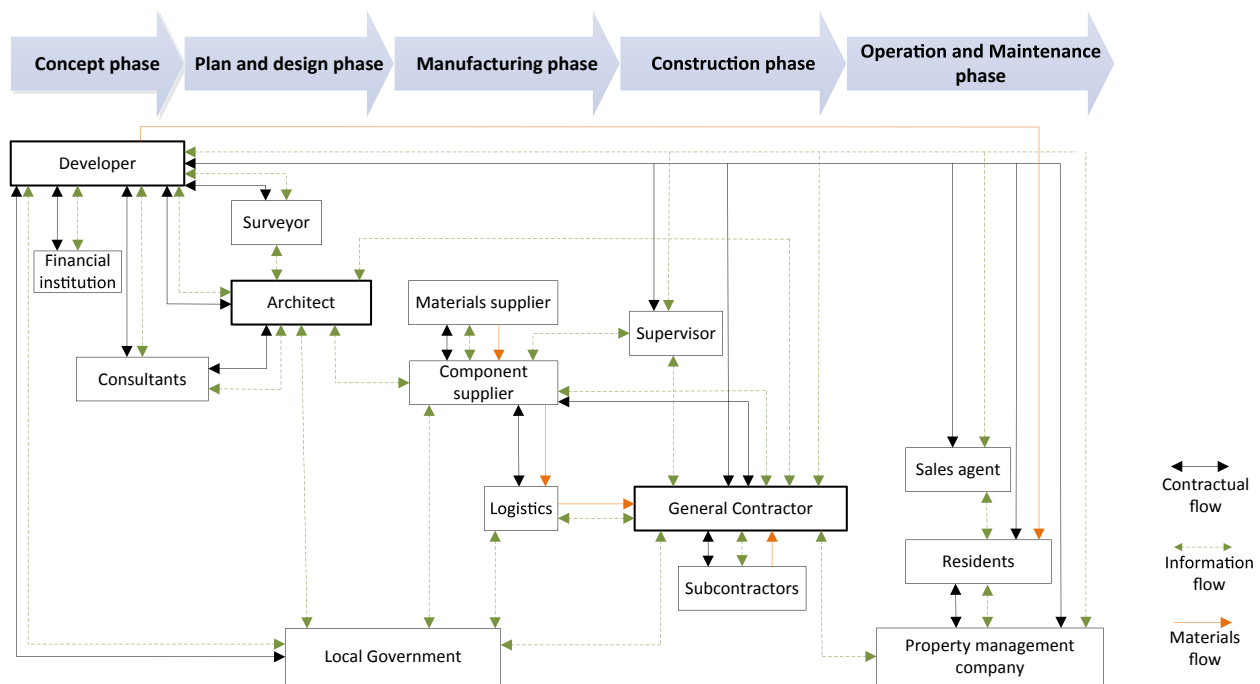 Concept phase
Plan and design phase
Manufacturing phase
Construction phase
Operation and Maintenance
phase
Developer
Surveyor
Financial
institution
Architect
Materials supplier
Supervisor
Consultants
Component
supplier
Sales agent
Logistics
General Contractor
Contractual
flow
Residents
Information
flow
Subcontractors
Local Government
Property management
company
Materials
flow